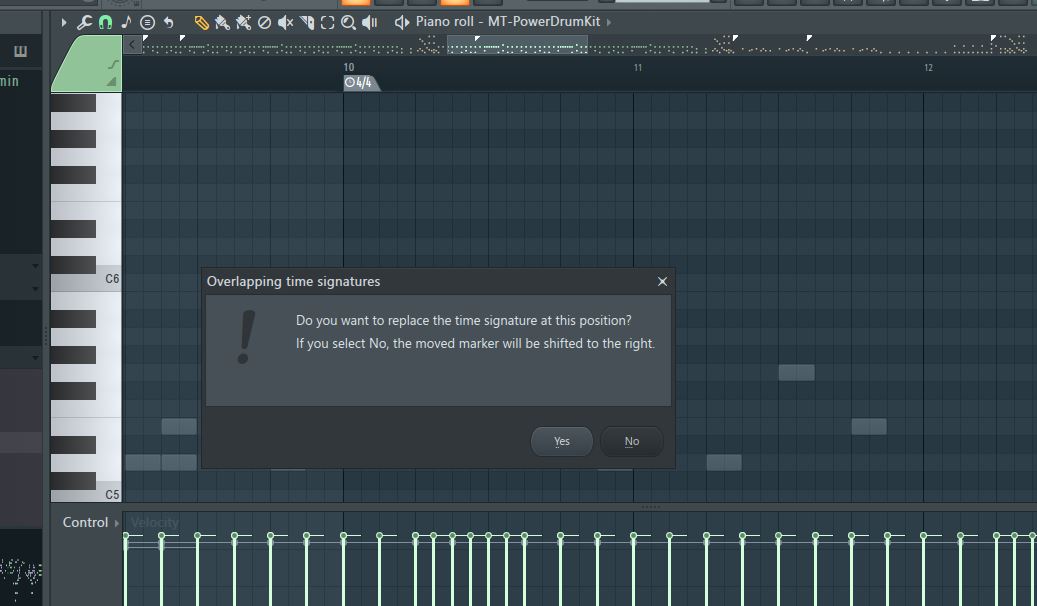 Piano roll - MT-PowerDrumKit
min
10
11
12
4/4
C6
Overlapping time signatures
Do you want to replace the time signature at this position?
If you select No, the moved marker will be shifted to the right.
Yes
No
C5
Control
Velocity